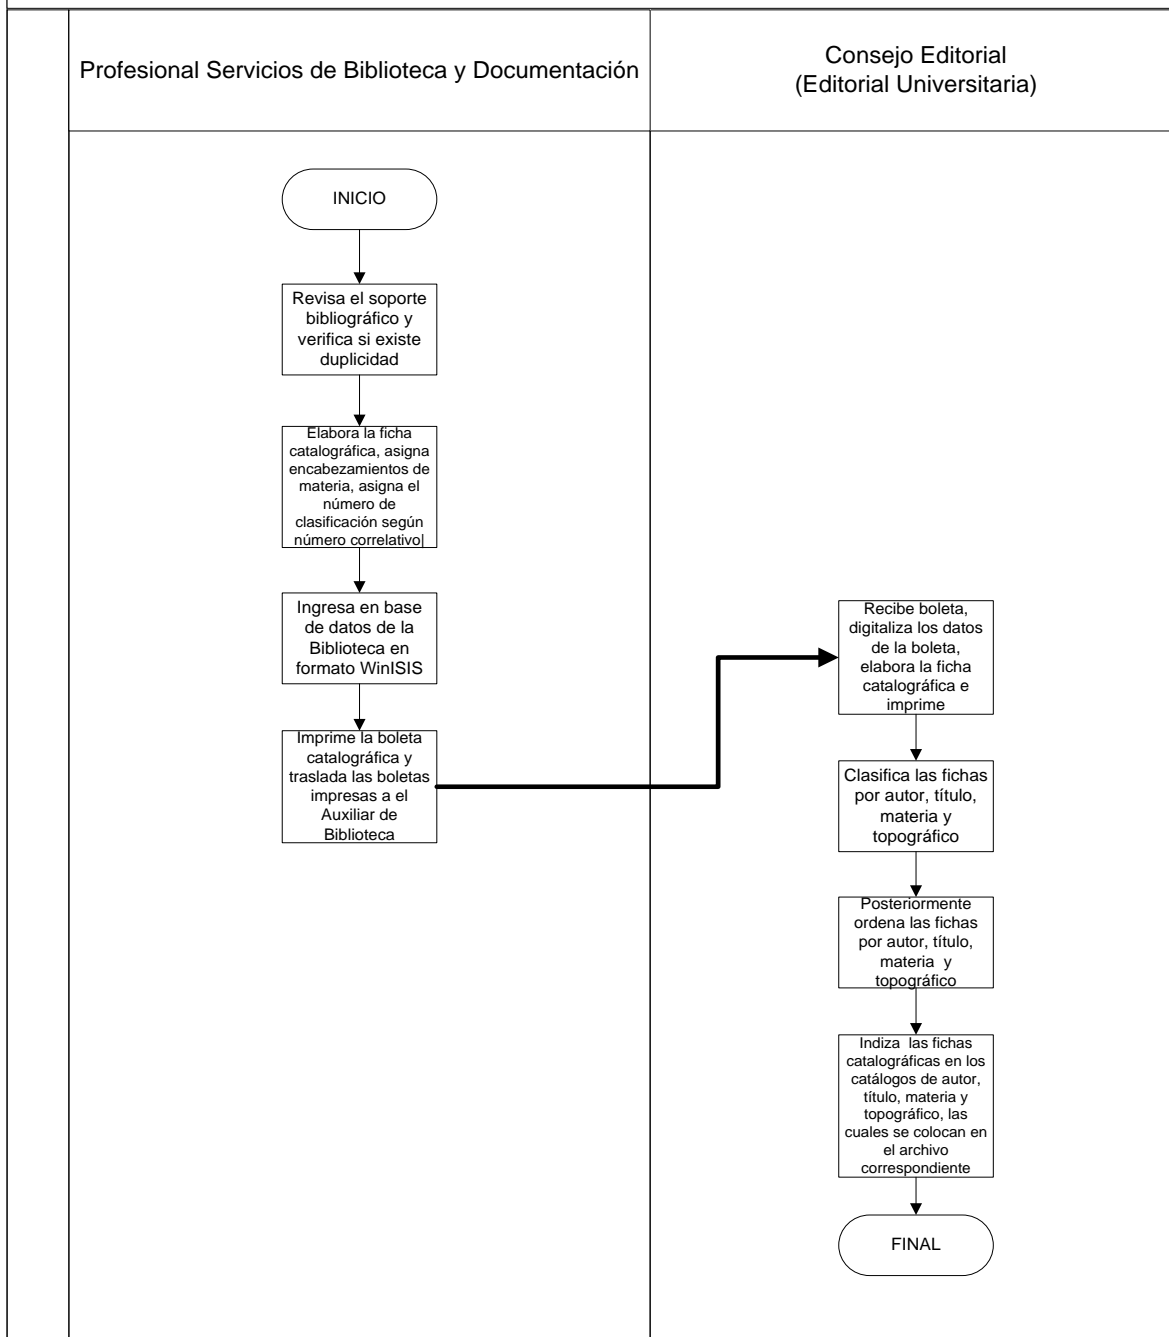 Profesional Servicios de Biblioteca y Documentación
Consejo Editorial
(Editorial Universitaria)
INICIO
Revisa el soporte
bibliográfico y
verifica si existe
duplicidad
Elabora la ficha
catalográfica, asigna
encabezamientos de
materia, asigna el
número de
clasificación según
número correlativo|
Ingresa en base
de datos de la
Biblioteca en
formato WinISIS
Imprime la boleta
catalográfica y
traslada las boletas
impresas a el
Auxiliar de
Biblioteca
Recibe boleta,
digitaliza los datos
de la boleta,
elabora la ficha
catalográfica e
imprime
Clasifica las fichas
por autor, título,
materia y
topográfico
Posteriormente
ordena las fichas
por autor, título,
materia y
topográfico
Indiza las fichas
catalográficas en los
catálogos de autor,
título, materia y
topográfico, las
cuales se colocan en
el archivo
correspondiente
FINAL